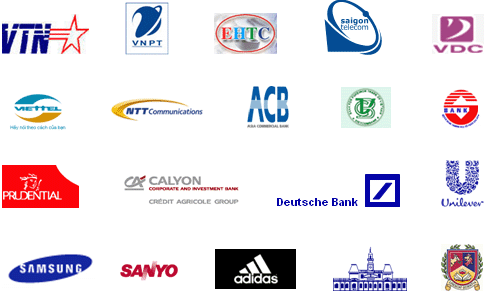 VTN
VNPT
EHTC
saigon
telecom
VDC
VIETTEL
Hãy nói theo cách của bạn
NTT Communications
ACB
ASIA COMMERCIAL BANK
BANK
PRUDENTIAL
CALYON
CORPORATE AND INVESTMENT BANK
CRÉDIT AGRICOLE GROUP
Deutsche Bank
Unilever
SAMSUNG
SANYO
adidas